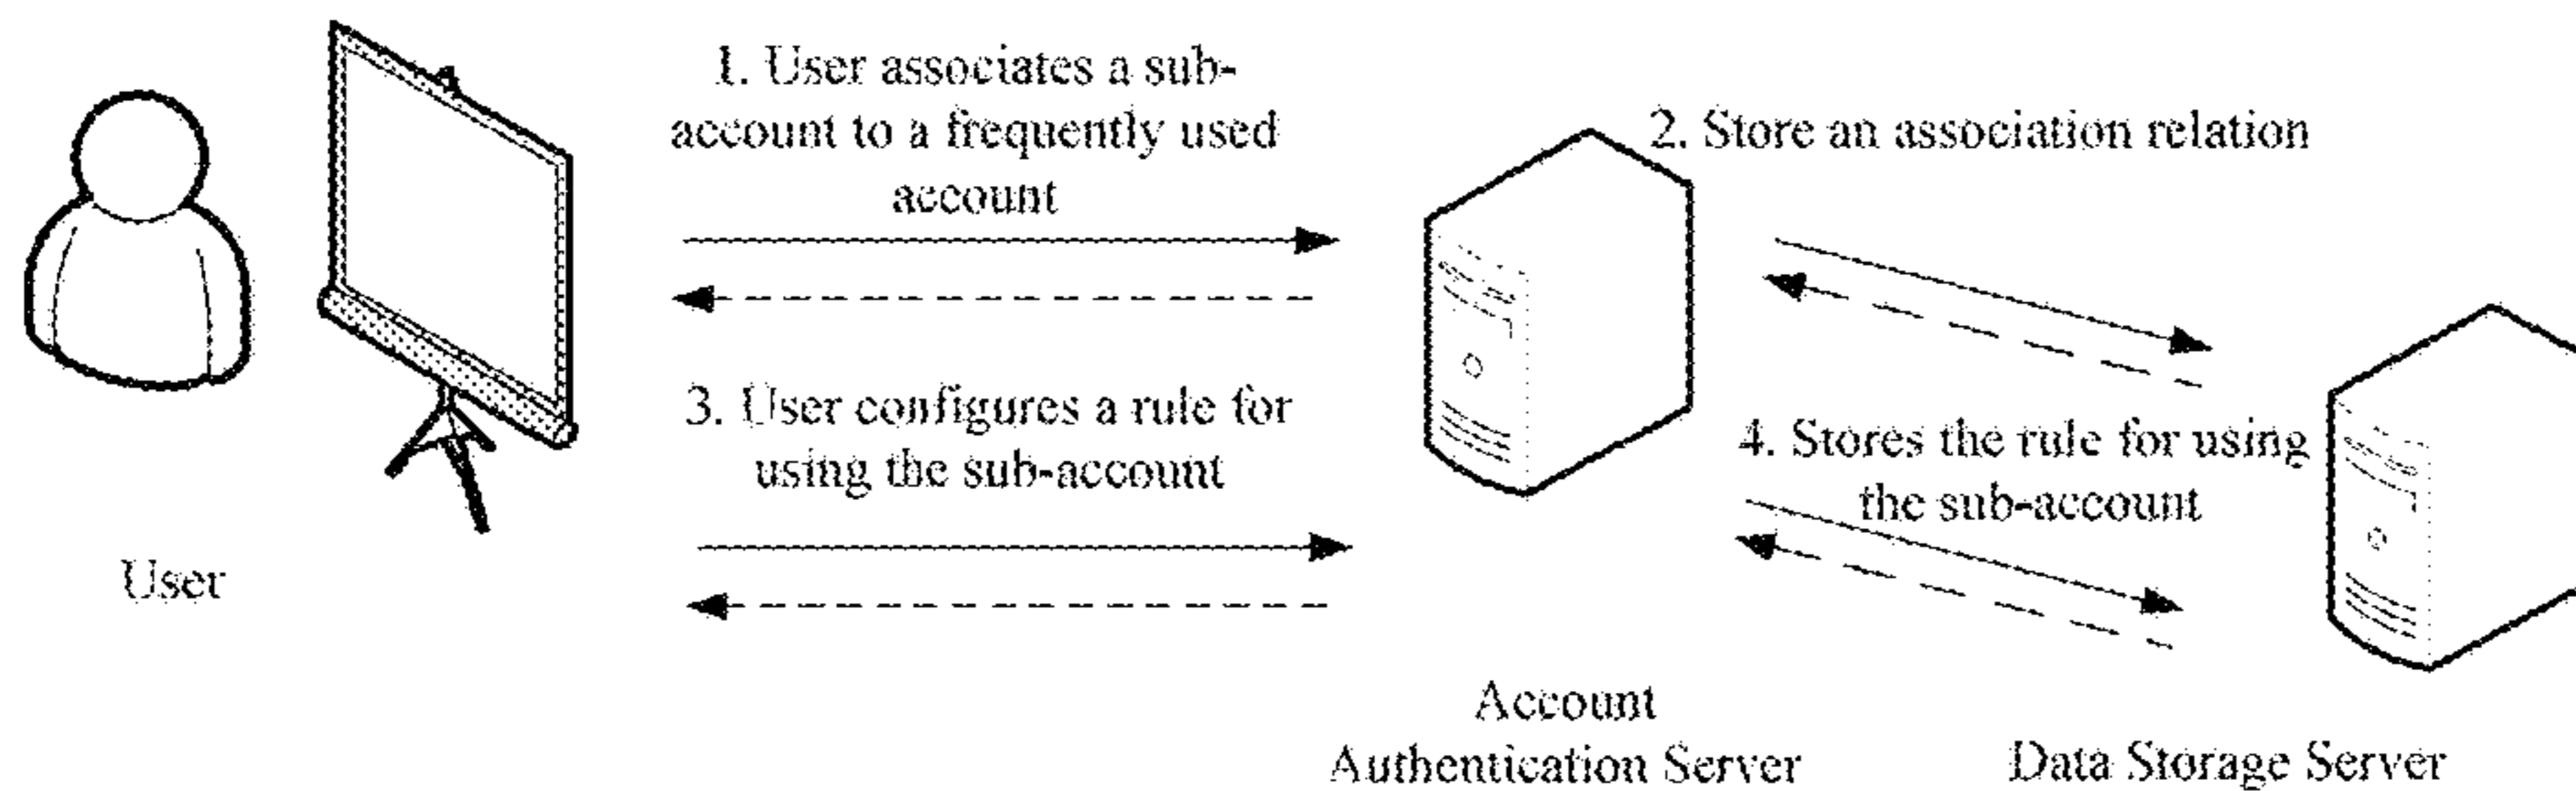 1. User associates a sub-
account to a frequently used
account
2. Store an association relation
3. User configures a rule for
using the sub-account
4. Stores the rule for using
the sub-account
User
Account
Authentication Server
Data Storage Server